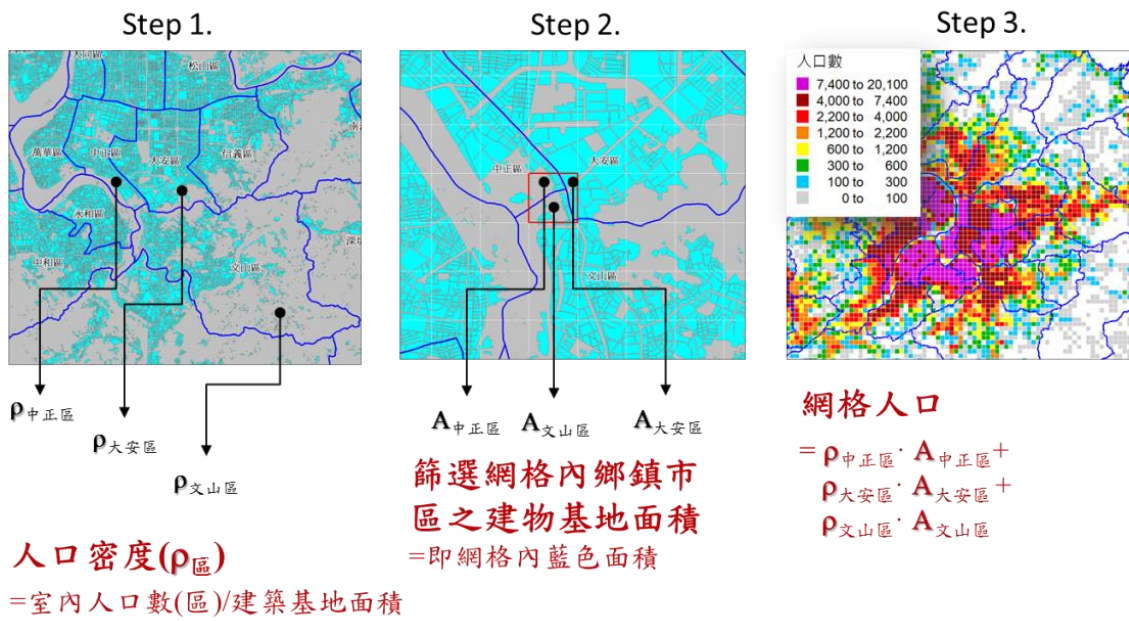 Step 1.
大同區
松山區
萬華區
中正區
大安區
信義區
永和區
中和區
文山區
ρ中正區
ρ大安區
ρ文山區
人口密度(ρ區)
=室內人口數(區)/建築基地面積
Step 2.
中正區
大安區
文山區
A中正區
A文山區
A大安區
篩選網格內鄉鎮市
區之建物基地面積
=即網格內藍色面積
Step 3.
人口數
7,400 to 20,100
4,000 to 7,400
2,200 to 4,000
1,200 to 2,200
600 to 1,200
300 to 600
100 to 300
0 to 100
網格人口
= ρ中正區· A中正區+
ρ大安區· A大安區+
ρ文山區· A文山區